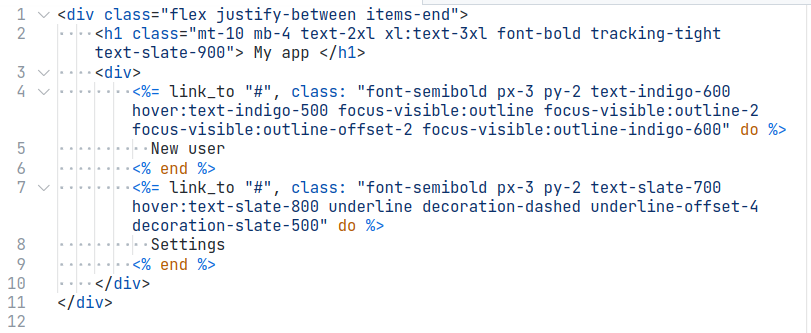 1 <div class="flex justify-between items-end">
2 <h1 class="mt-10 mb-4 text-2xl xl:text-3xl font-bold tracking-tight
text-slate-900"> My app </h1>
3 <div>
4 <%= link_to "#", class: "font-semibold px-3 py-2 text-indigo-600
hover:text-indigo-500 focus-visible:outline focus-visible:outline-2
focus-visible:outline-offset-2 focus-visible:outline-indigo-600" do %>
5 New user
6 <% end %>
7 <%= link_to "#", class: "font-semibold px-3 py-2 text-slate-700
hover:text-slate-800 underline decoration-dashed underline-offset-4
decoration-slate-500" do %>
8 Settings
9 <% end %>
10 </div>
11 </div>
12